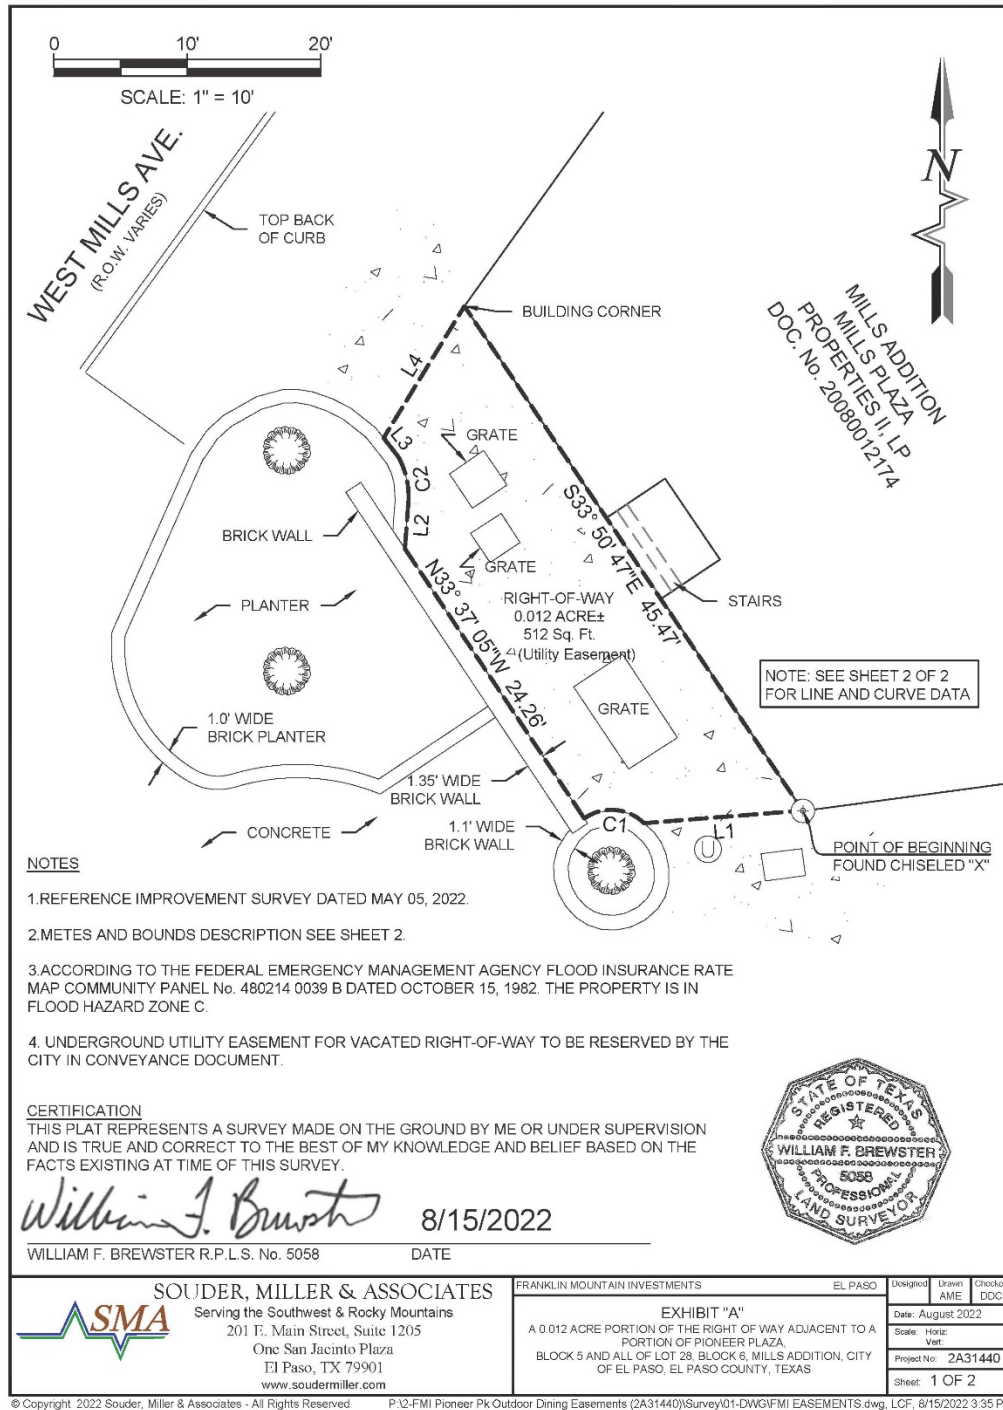 0 10' 20'
SCALE: 1" = 10'
WEST MILLS AVE.
(R.O.W. VARIES)
TOP BACK
OF CURB
N
BUILDING CORNER
MILLS ADDITION
MILLS PLAZA
PROPERTIES II, LP
DOC. No. 20080012174
L4
L3
GRATE
C2
L2
BRICK WALL
GRATE
S33° 50' 47"E 45.47'
N33° 37' 05"W 24.26'
PLANTER
RIGHT-OF-WAY
0.012 ACRE±
512 Sq. Ft.
(Utility Easement)
STAIRS
NOTE: SEE SHEET 2 OF 2
FOR LINE AND CURVE DATA
GRATE
1.0' WIDE
BRICK PLANTER
1.35' WIDE
BRICK WALL
CONCRETE
1.1' WIDE
BRICK WALL
C1
L1
U
POINT OF BEGINNING
FOUND CHISELED "X"
NOTES
1.REFERENCE IMPROVEMENT SURVEY DATED MAY 05, 2022.
2.METES AND BOUNDS DESCRIPTION SEE SHEET 2.
3.ACCORDING TO THE FEDERAL EMERGENCY MANAGEMENT AGENCY FLOOD INSURANCE RATE
MAP COMMUNITY PANEL No. 480214 0039 B DATED OCTOBER 15, 1982. THE PROPERTY IS IN
FLOOD HAZARD ZONE C.
4. UNDERGROUND UTILITY EASEMENT FOR VACATED RIGHT-OF-WAY TO BE RESERVED BY THE
CITY IN CONVEYANCE DOCUMENT.
CERTIFICATION
THIS PLAT REPRESENTS A SURVEY MADE ON THE GROUND BY ME OR UNDER SUPERVISION
AND IS TRUE AND CORRECT TO THE BEST OF MY KNOWLEDGE AND BELIEF BASED ON THE
FACTS EXISTING AT TIME OF THIS SURVEY.
William F. Brewster
8/15/2022
WILLIAM F. BREWSTER R.P.L.S. No. 5058 DATE
STATE OF TEXAS
REGISTERED
WILLIAM F. BREWSTER
5058
PROFESSIONAL
LAND SURVEYOR
SMA
SOUDER, MILLER & ASSOCIATES
Serving the Southwest & Rocky Mountains
201 E. Main Street, Suite 1205
One San Jacinto Plaza
El Paso, TX 79901
www.soudermiller.com
FRANKLIN MOUNTAIN INVESTMENTS EL PASO
EXHIBIT "A"
A 0.012 ACRE PORTION OF THE RIGHT OF WAY ADJACENT TO A
PORTION OF PIONEER PLAZA,
BLOCK 5 AND ALL OF LOT 28, BLOCK 6, MILLS ADDITION, CITY
OF EL PASO, EL PASO COUNTY, TEXAS
Designed Drawn Checke
AME DDC
Date: August 2022
Scale: Horiz:
Vert:
Project No: 2A31440
Sheet: 1 OF 2
© Copyright 2022 Souder, Miller & Associates - All Rights Reserved P:\2-FMI Pioneer Pk Outdoor Dining Easements (2A31440)\Survey\01-DWG\FMI EASEMENTS.dwg, LCF, 8/15/2022 3:35 P